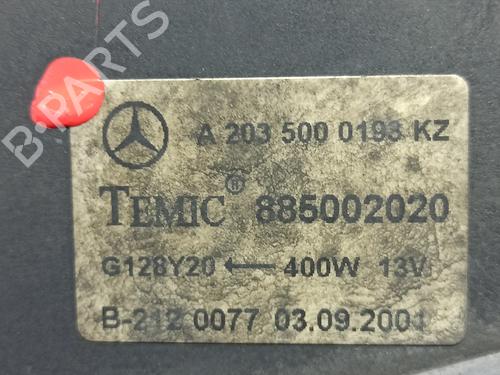 B-PARTS
A 203 500 0193 KZ
TEMIC® 885002020
G128Y20 ← 400W 13V
B-212 0077 03.09.2001